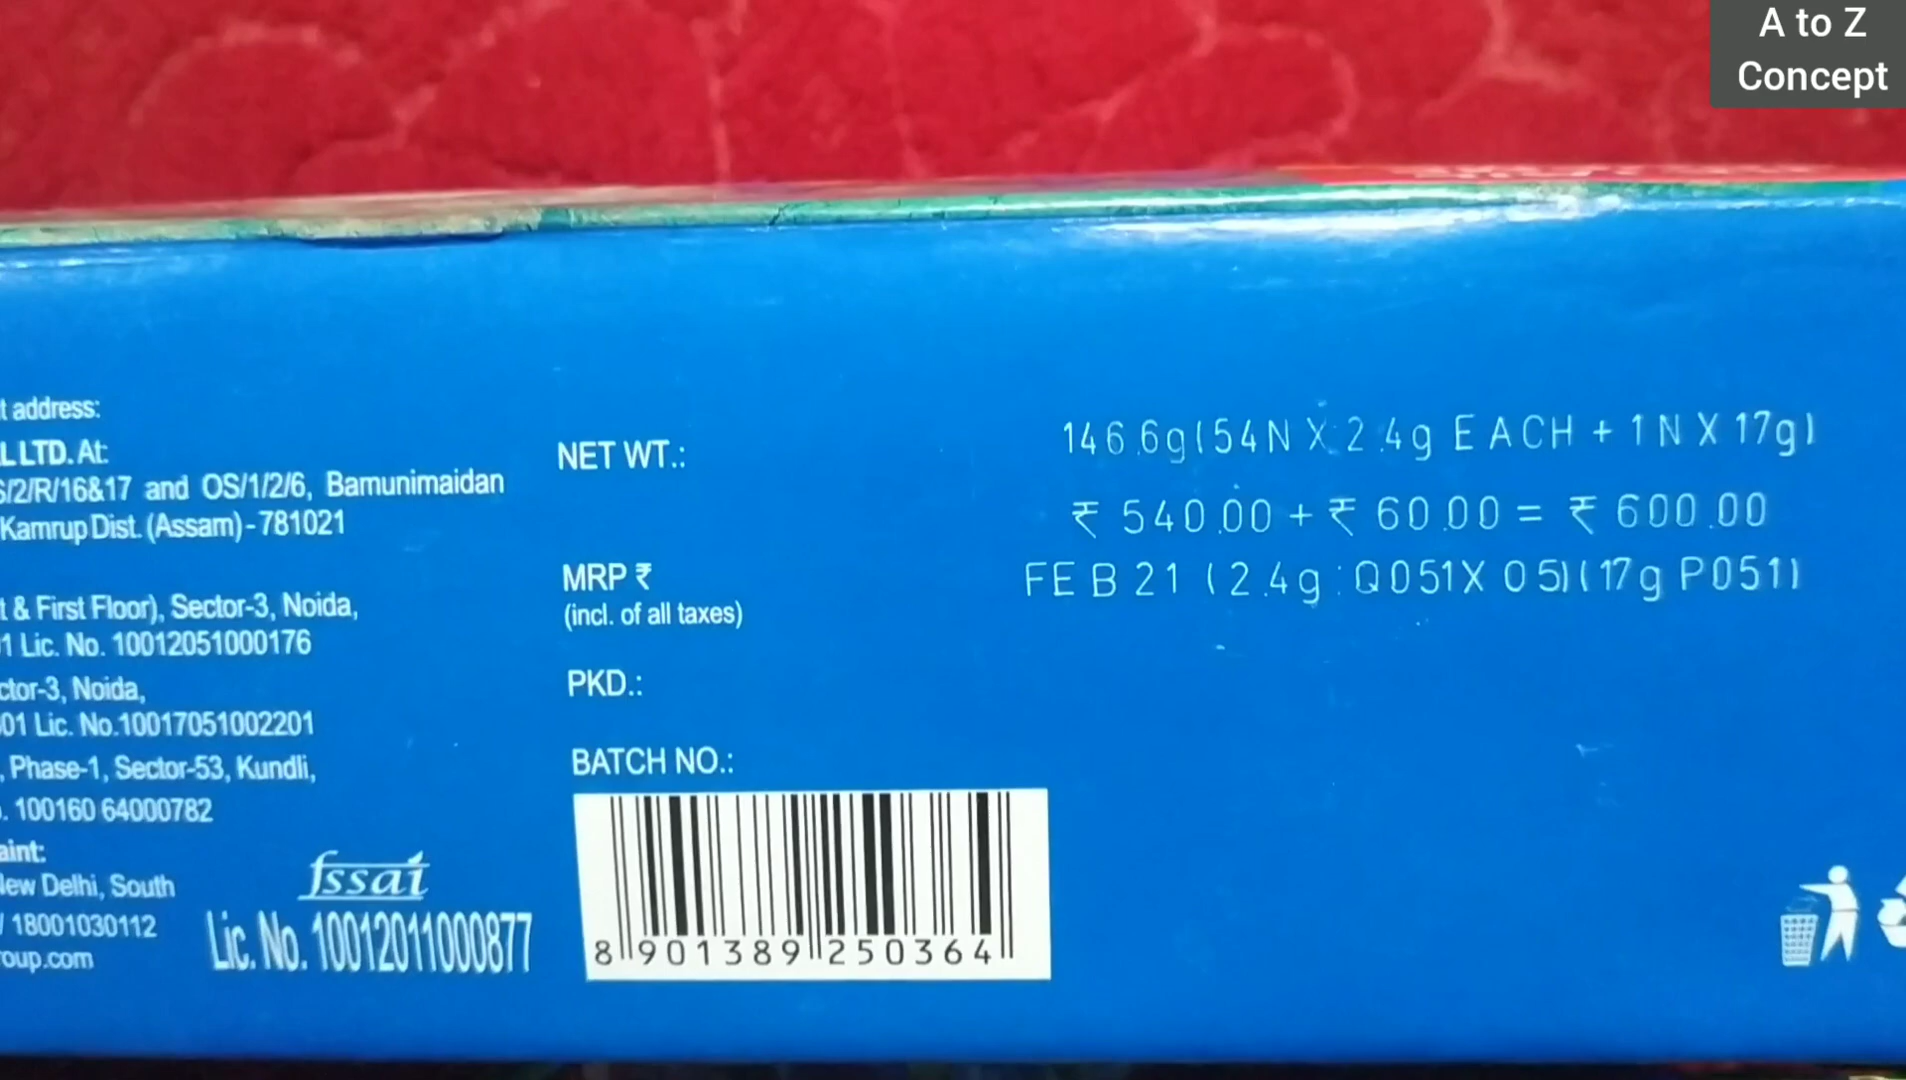 A to Z
Concept
t address:
L LTD. At:
S/2/R/16&17 and OS/1/2/6, Bamunimaidan
Kamrup Dist. (Assam) - 781021
t & First Floor), Sector-3, Noida,
1 Lic. No. 10012051000176
ctor-3, Noida,
01 Lic. No.10017051002201
, Phase-1, Sector-53, Kundli,
. 100160 64000782
aint:
New Delhi, South
/ 18001030112
oup.com
fssai
Lic. No. 10012011000877
NET WT.:
MRP ₹
(incl. of all taxes)
PKD.:
BATCH NO.:
8 901389 250364
146.6g(54N X 2.4g EACH + 1N X 17g)
₹ 540.00 + ₹ 60.00 = ₹ 600.00
FEB 21 (2.4g:Q051X 05)(17g P051)